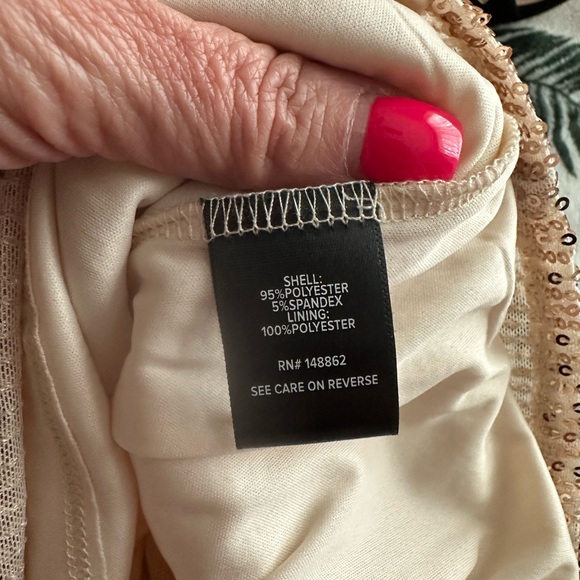 SHELL:
95%POLYESTER
5%SPANDEX
LINING:
100%POLYESTER
RN# 148862
SEE CARE ON REVERSE